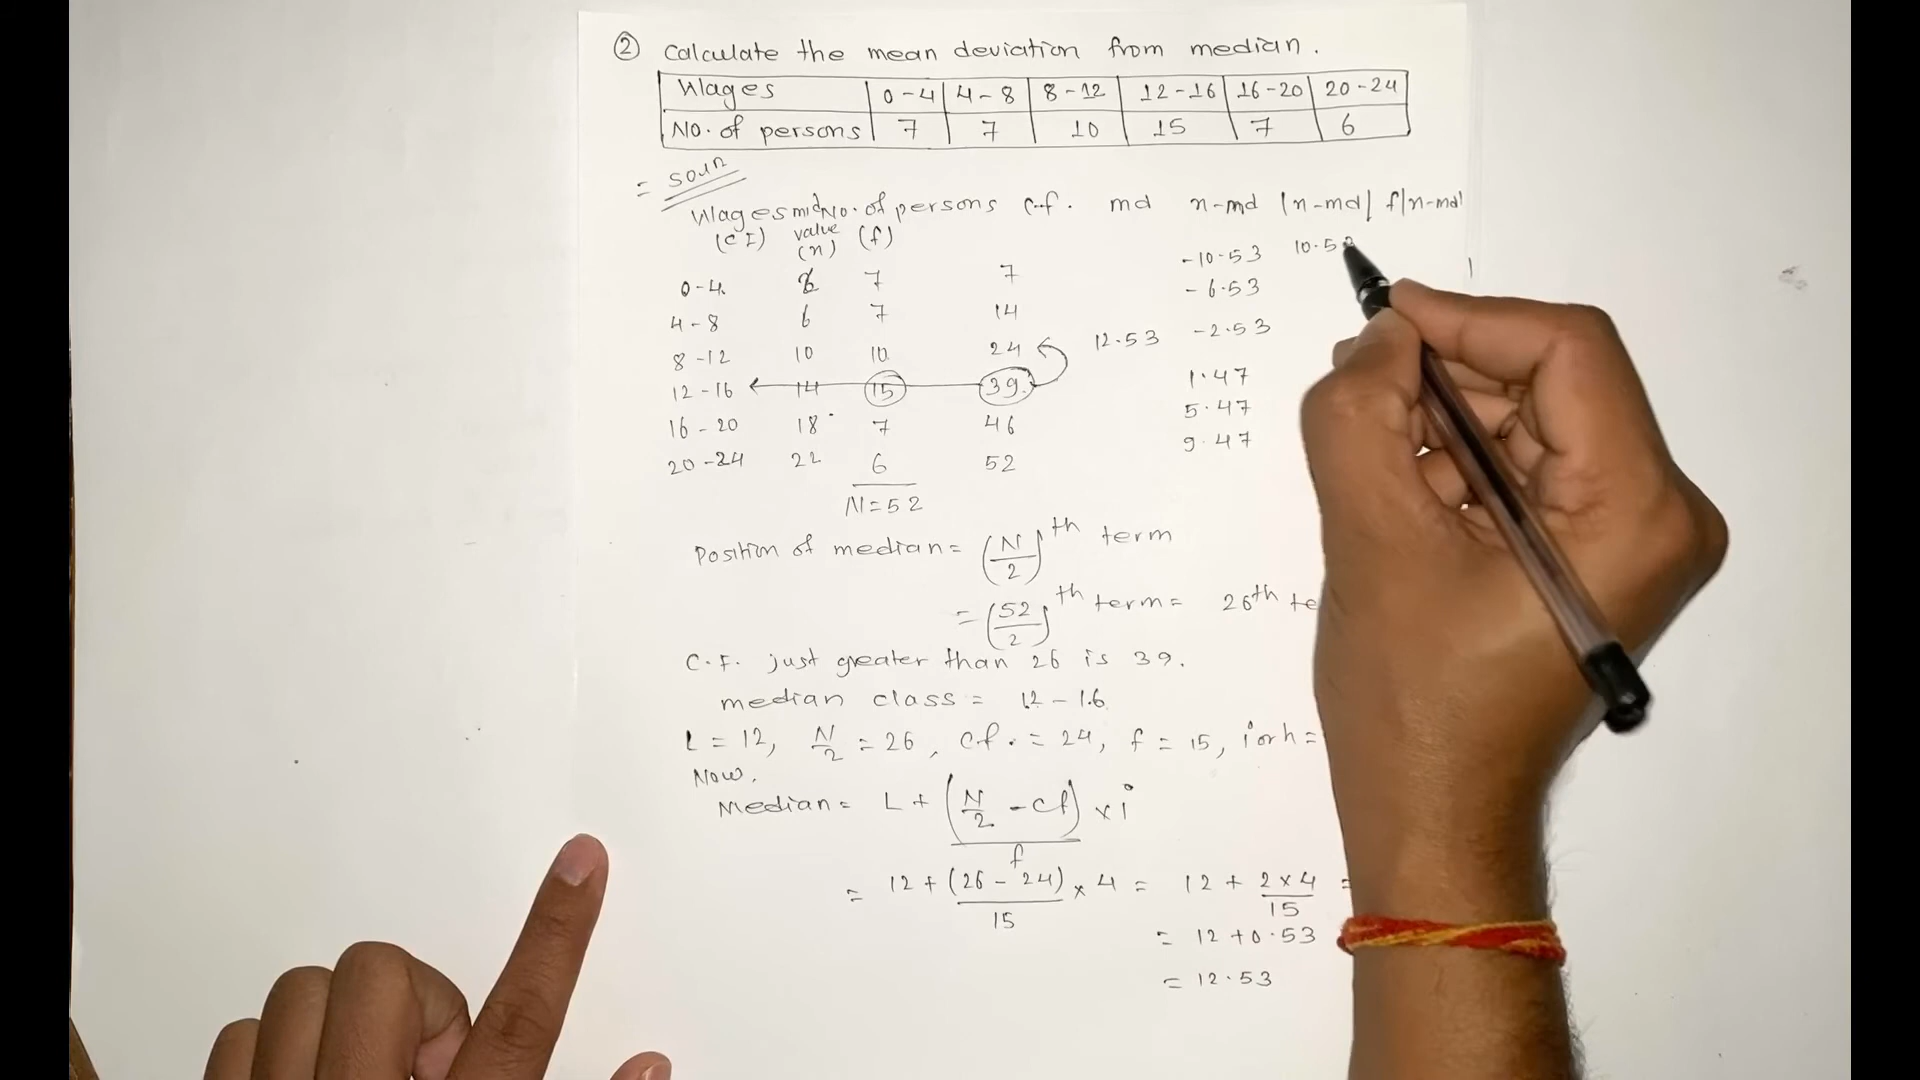 ② Calculate the mean deviation from median.
Wages 0-4 4-8 8-12 12-16 16-20 20-24
No. of persons 7 7 10 15 7 6
= Soln
Wages mid No. of persons c.f. md x-md |x-md| f|x-md|
(CI) value (f)
(x)
-10.53 10.5
0-4 2 7 7
-6.53
4-8 6 7 14
8-12 10 10 24 12.53 -2.53
12-16 14 15 39 1.47
16-20 18 7 46 5.47
20-24 22 6 52 9.47
N=52
Position of median = (N/2)th term
= (52/2)th term = 26th te
C.F. just greater than 26 is 39.
median class = 12-16
L = 12, N/2 = 26, cf. = 24, f = 15, i or h =
Now,
Median = L + (N/2 - cf)/f × i
= 12 + (26 - 24)/15 × 4 = 12 + 2×4/15 =
= 12 + 0.53
= 12.53